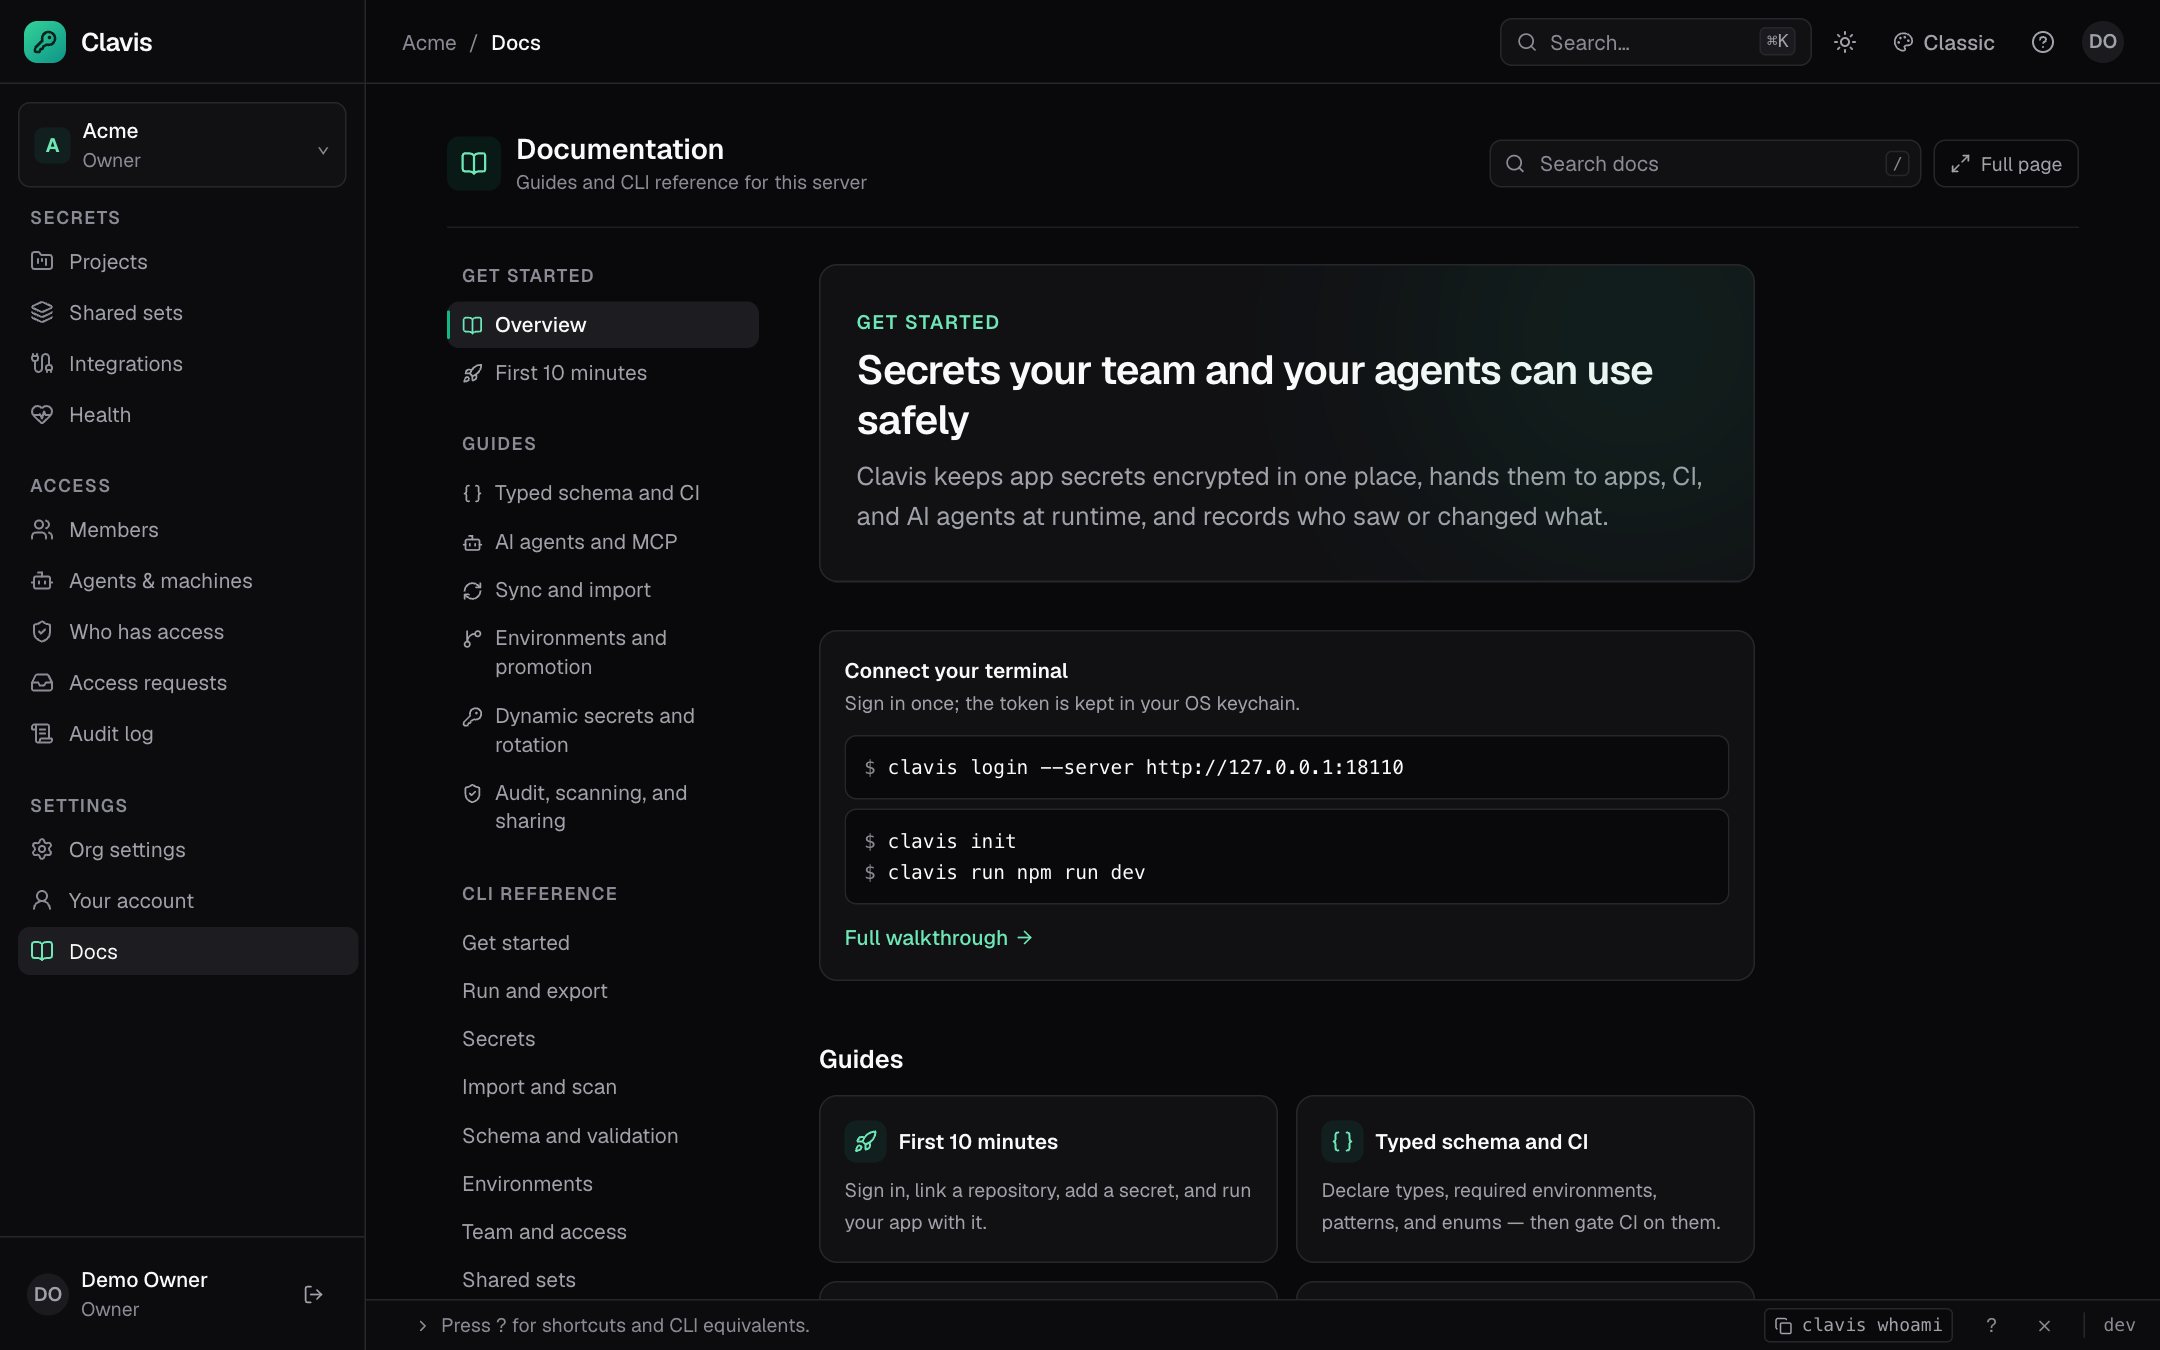 Clavis
Acme / Docs
Search...
⌘K
Classic
DO
A
Acme
Owner
SECRETS
Projects
Shared sets
Integrations
Health
ACCESS
Members
Agents & machines
Who has access
Access requests
Audit log
SETTINGS
Org settings
Your account
Docs
DO
Demo Owner
Owner
Documentation
Guides and CLI reference for this server
Search docs
/
Full page
GET STARTED
Overview
First 10 minutes
GUIDES
Typed schema and CI
AI agents and MCP
Sync and import
Environments and
promotion
Dynamic secrets and
rotation
Audit, scanning, and
sharing
CLI REFERENCE
Get started
Run and export
Secrets
Import and scan
Schema and validation
Environments
Team and access
Shared sets
GET STARTED
Secrets your team and your agents can use
safely
Clavis keeps app secrets encrypted in one place, hands them to apps, CI,
and AI agents at runtime, and records who saw or changed what.
Connect your terminal
Sign in once; the token is kept in your OS keychain.
$ clavis login --server http://127.0.0.1:18110
$ clavis init
$ clavis run npm run dev
Full walkthrough →
Guides
First 10 minutes
Sign in, link a repository, add a secret, and run
your app with it.
Typed schema and CI
Declare types, required environments,
patterns, and enums — then gate CI on them.
Press ? for shortcuts and CLI equivalents.
clavis whoami
?
dev